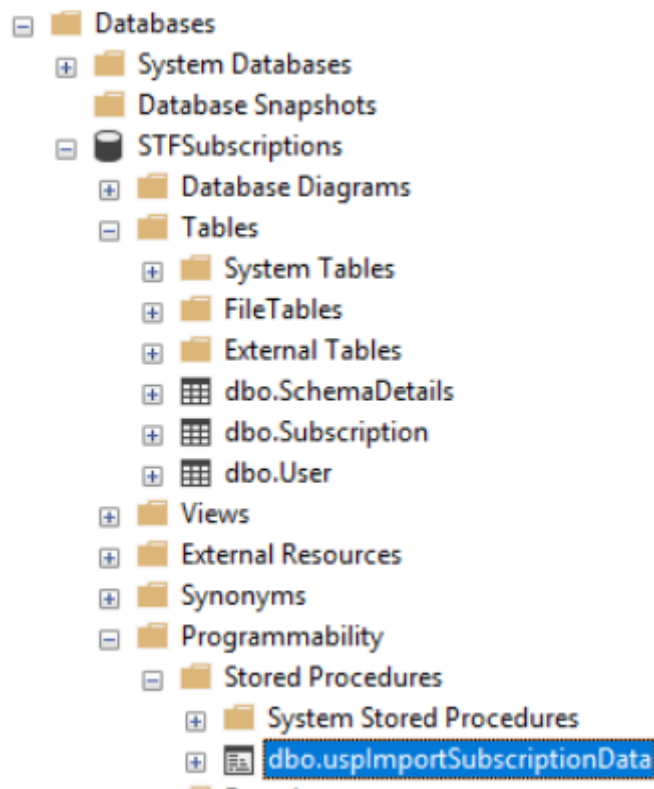 Databases
System Databases
Database Snapshots
STFSubscriptions
Database Diagrams
Tables
System Tables
FileTables
External Tables
dbo.SchemaDetails
dbo.Subscription
dbo.User
Views
External Resources
Synonyms
Programmability
Stored Procedures
System Stored Procedures
dbo.uspImportSubscriptionData